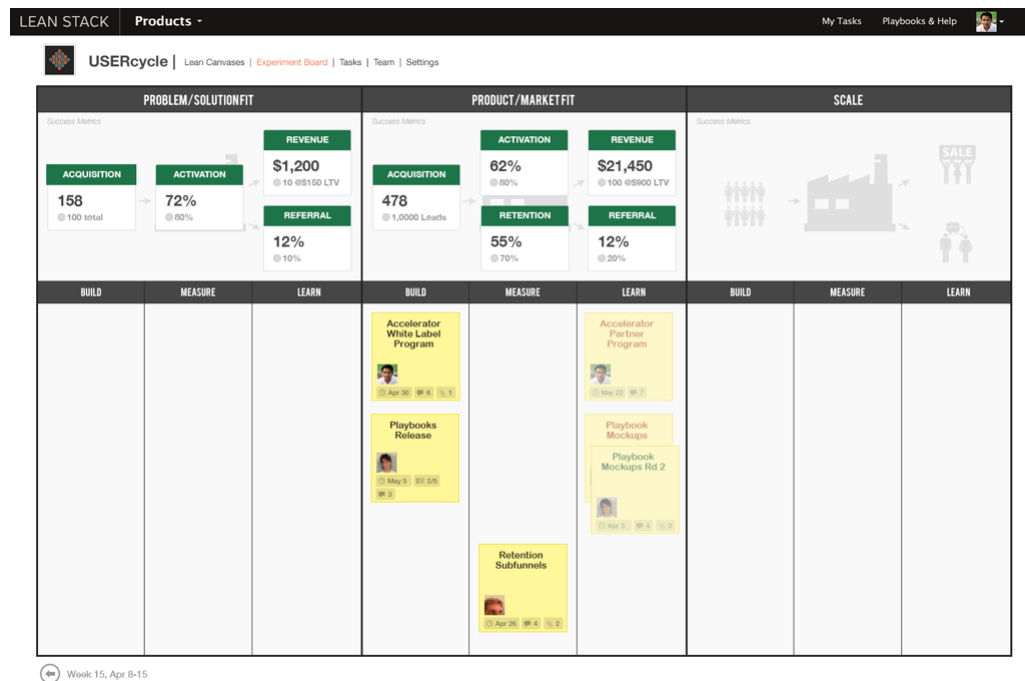 LEAN STACK Products
My Tasks Playbooks & Help
USERcycle | Lean Canvases | Experiment Board | Tasks | Team | Settings
PROBLEM/SOLUTION FIT
PRODUCT/MARKET FIT
SCALE
Success Metrics
ACQUISITION
158
100 total
ACTIVATION
72%
80%
REVENUE
$1,200
10 @$150 LTV
REFERRAL
12%
10%
Success Metrics
ACQUISITION
478
1,0000 Leads
ACTIVATION
62%
80%
RETENTION
55%
70%
REVENUE
$21,450
100 @$900 LTV
REFERRAL
12%
20%
Success Metrics
SALE
BUILD MEASURE LEARN BUILD MEASURE LEARN BUILD MEASURE LEARN
Accelerator
White Label
Program
Apr 30 6 1
Accelerator
Partner
Program
Mar 22 7
Playbooks
Release
May 5 2/5
3
Playbook
Mockups
Playbook
Mockups Rd 2
Apr 3 4
Retention
Subfunnels
Apr 26 4 2
Week 15, Apr 8-15